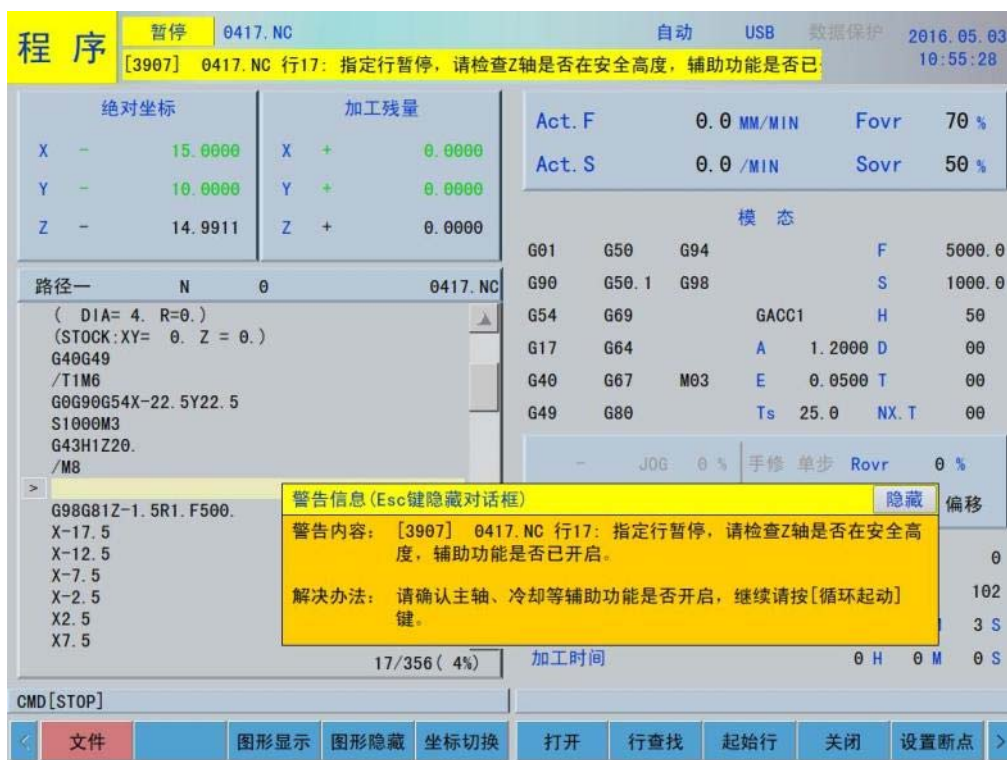 程 序
暂停
0417.NC
自动
USB
数据保护
2016.05.03
10:55:28
[3907] 0417.NC 行17: 指定行暂停，请检查Z轴是否在安全高度，辅助功能是否已
绝对坐标
X - 15.0000
Y - 10.0000
Z - 14.9911
加工残量
X + 0.0000
Y + 0.0000
Z + 0.0000
Act.F 0.0 MM/MIN Fovr 70 %
Act.S 0.0 /MIN Sovr 50 %
模 态
G01 G50 G94 F 5000.0
G90 G50.1 G98 S 1000.0
G54 G69 GACC1 H 50
G17 G64 A 1.2000 D 00
G40 G67 M03 E 0.0500 T 00
G49 G80 Ts 25.0 NX.T 00
路径一 N 0 0417.NC
( DIA= 4. R=0.)
(STOCK:XY= 0. Z = 0.)
G40G49
/T1M6
G0G90G54X-22.5Y22.5
S1000M3
G43H1Z20.
/M8
>
G98G81Z-1.5R1.F500.
X-17.5
X-12.5
X-7.5
X-2.5
X2.5
X7.5
17/356( 4%)
- JOG 0 % 手修 单步 Rovr 0 %
偏移
0
102
3 S
加工时间 0 H 0 M 0 S
警告信息(Esc键隐藏对话框)
隐藏
警告内容: [3907] 0417.NC 行17: 指定行暂停，请检查Z轴是否在安全高
度，辅助功能是否已开启。
解决办法: 请确认主轴、冷却等辅助功能是否开启，继续请按[循环起动]
键。
CMD[STOP]
< 文件 图形显示 图形隐藏 坐标切换 打开 行查找 起始行 关闭 设置断点 >